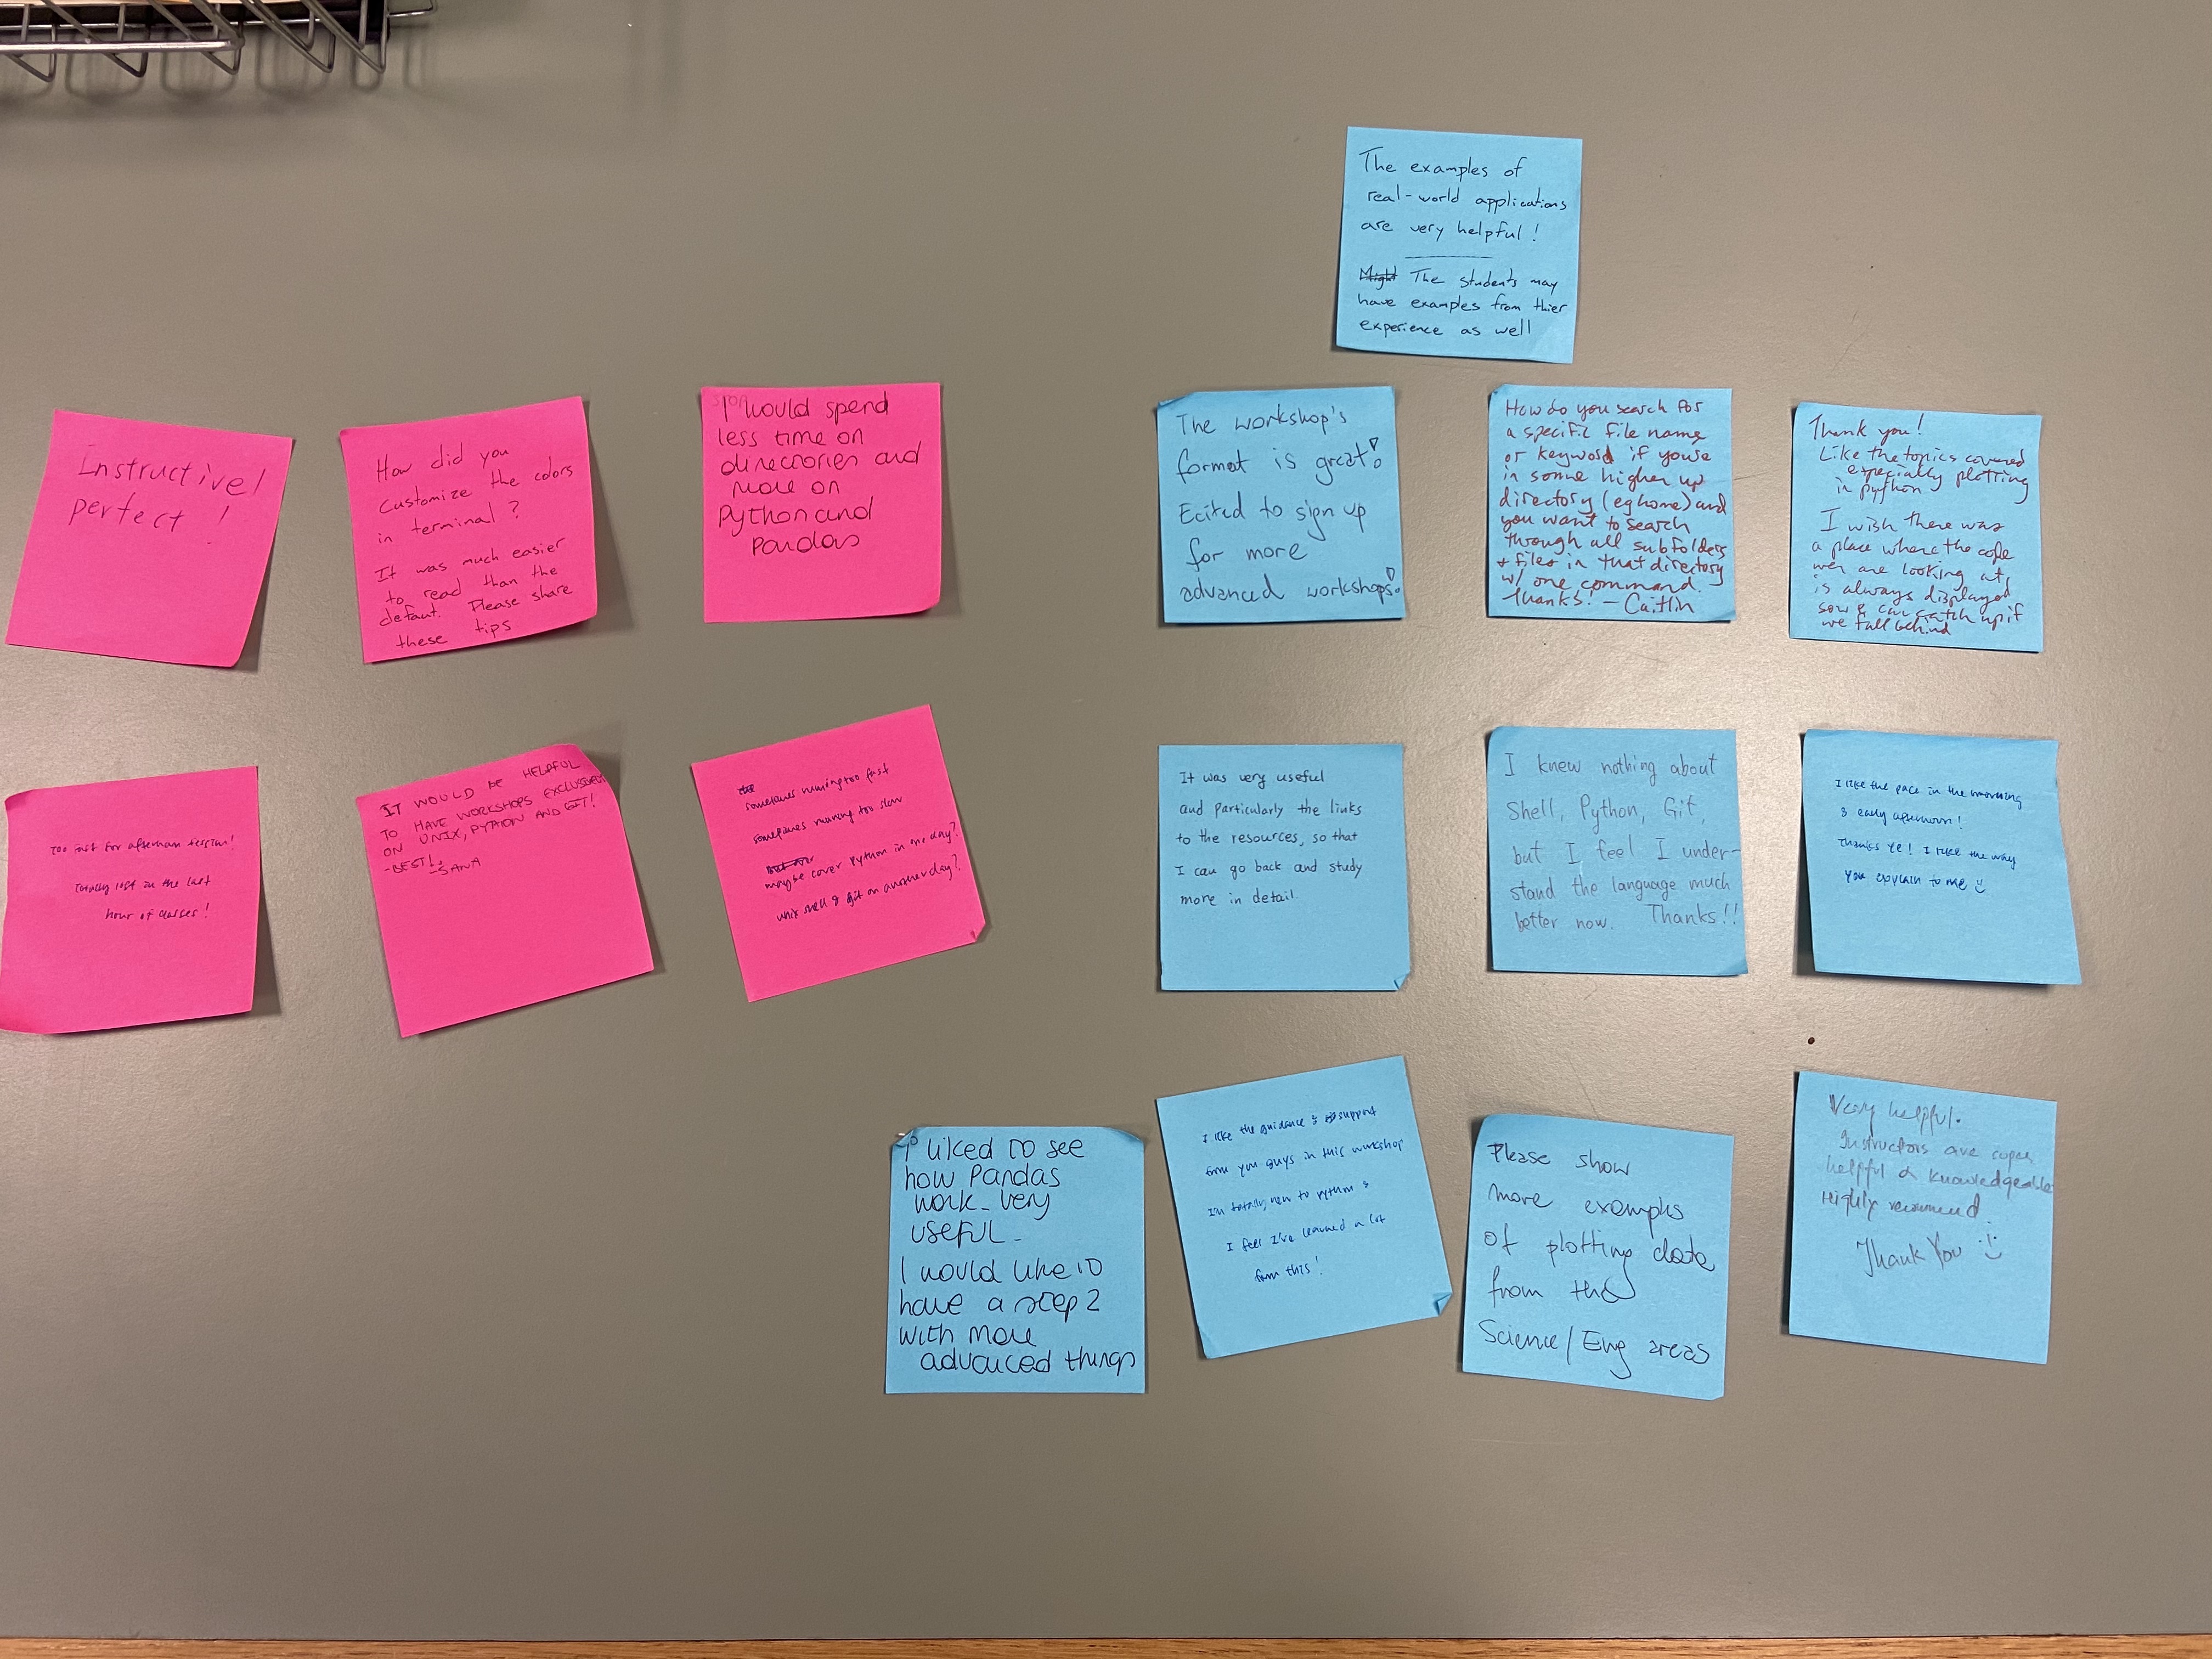 The examples of
real-world applications
are very helpful!
Might The students may
have examples from thier
experience as well
Instructive!
perfect !
How did you
customize the colors
in terminal ?
It was much easier
to read than the
default. Please share
these tips
I would spend
less time on
directories and
more on
Python and
pandas
The workshop's
format is great!
Ecited to sign up
for more
advanced workshops!
How do you search for
a specific file name
or keyword if you're
in some higher up
directory (eg home) and
you want to search
through all subfolders
+ files in that directory
w/ one command.
Thanks! - Caitlin
Thank you!
Like the topics covered
especially plotting
in python
I wish there was
a place where the code
we are looking at
is always displayed
so we can catch up if
we fall behind
Too fast for afternoon session!
Totally lost in the last
hour of classes!
IT WOULD BE HELPFUL
TO HAVE WORKSHOPS EXCLUSIVELY
ON UNIX, PYTHON AND GIT!
-BEST!
-SANA
sometimes running too fast
sometimes running too slow
maybe cover Python in one day?
unix shell & git on another day?
It was very useful
and particularly the links
to the resources, so that
I can go back and study
more in detail.
I knew nothing about
Shell, Python, Git,
but I feel I under-
stand the language much
better now. Thanks!!
I like the pace in the morning
& early afternoon!
Thanks Ye! I like the way
you explain to me
I liked to see
how Pandas
work - very
useful -
I would like to
have a step 2
with more
advanced things
I like the guidance & support
from you guys in this workshop
I'm totally new to Python &
I feel I've learned a lot
from this!
Please show
more examples
of plotting data
from the
Science/Eng areas
Very helpful.
Instructors are super
helpful & knowledgeable
Highly recommend
Thank You :)